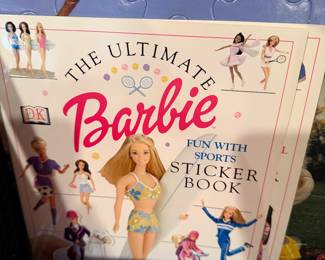 THE ULTIMATE
Barbie
DK
FUN WITH
SPORTS
STICKER
BOOK